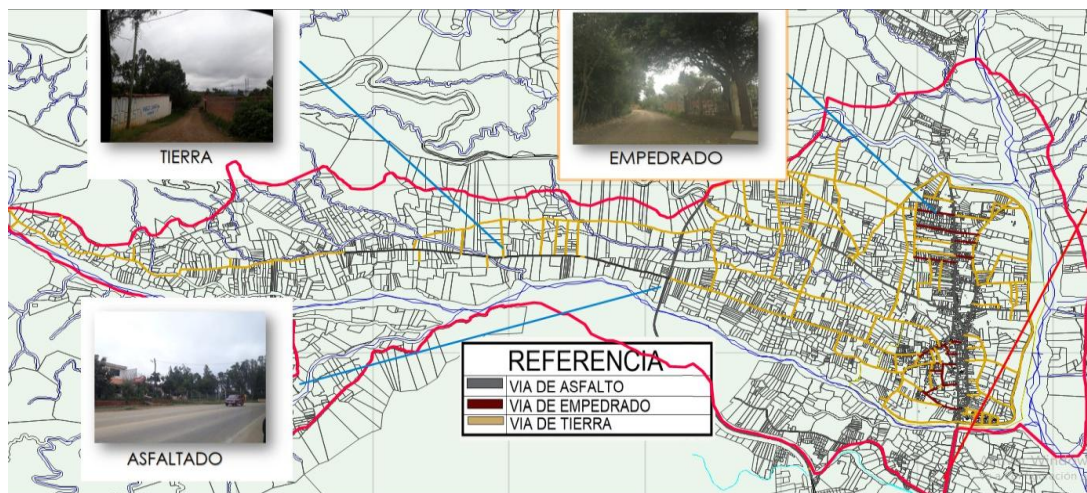 TIERRA
EMPEDRADO
ASFALTADO
REFERENCIA
VIA DE ASFALTO
VIA DE EMPEDRADO
VIA DE TIERRA